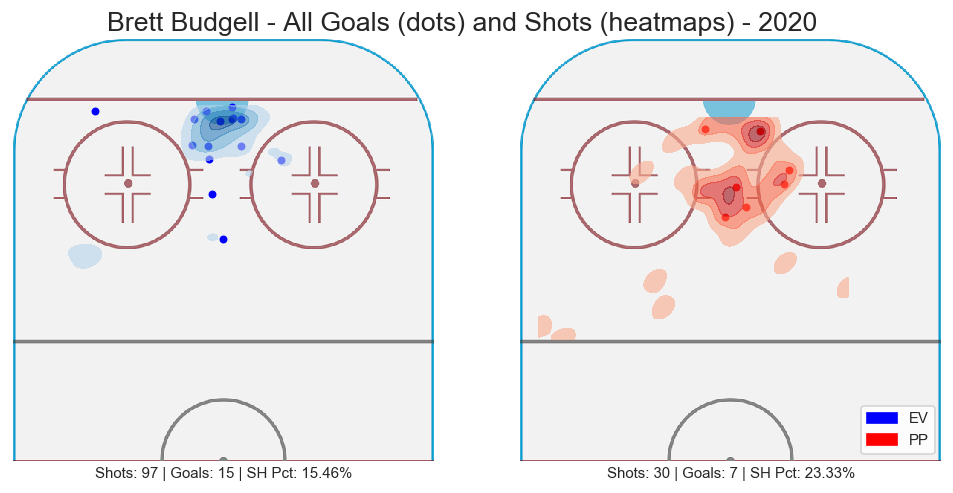 Brett Budgell - All Goals (dots) and Shots (heatmaps) - 2020
EV
PP
Shots: 97 | Goals: 15 | SH Pct: 15.46%
Shots: 30 | Goals: 7 | SH Pct: 23.33%